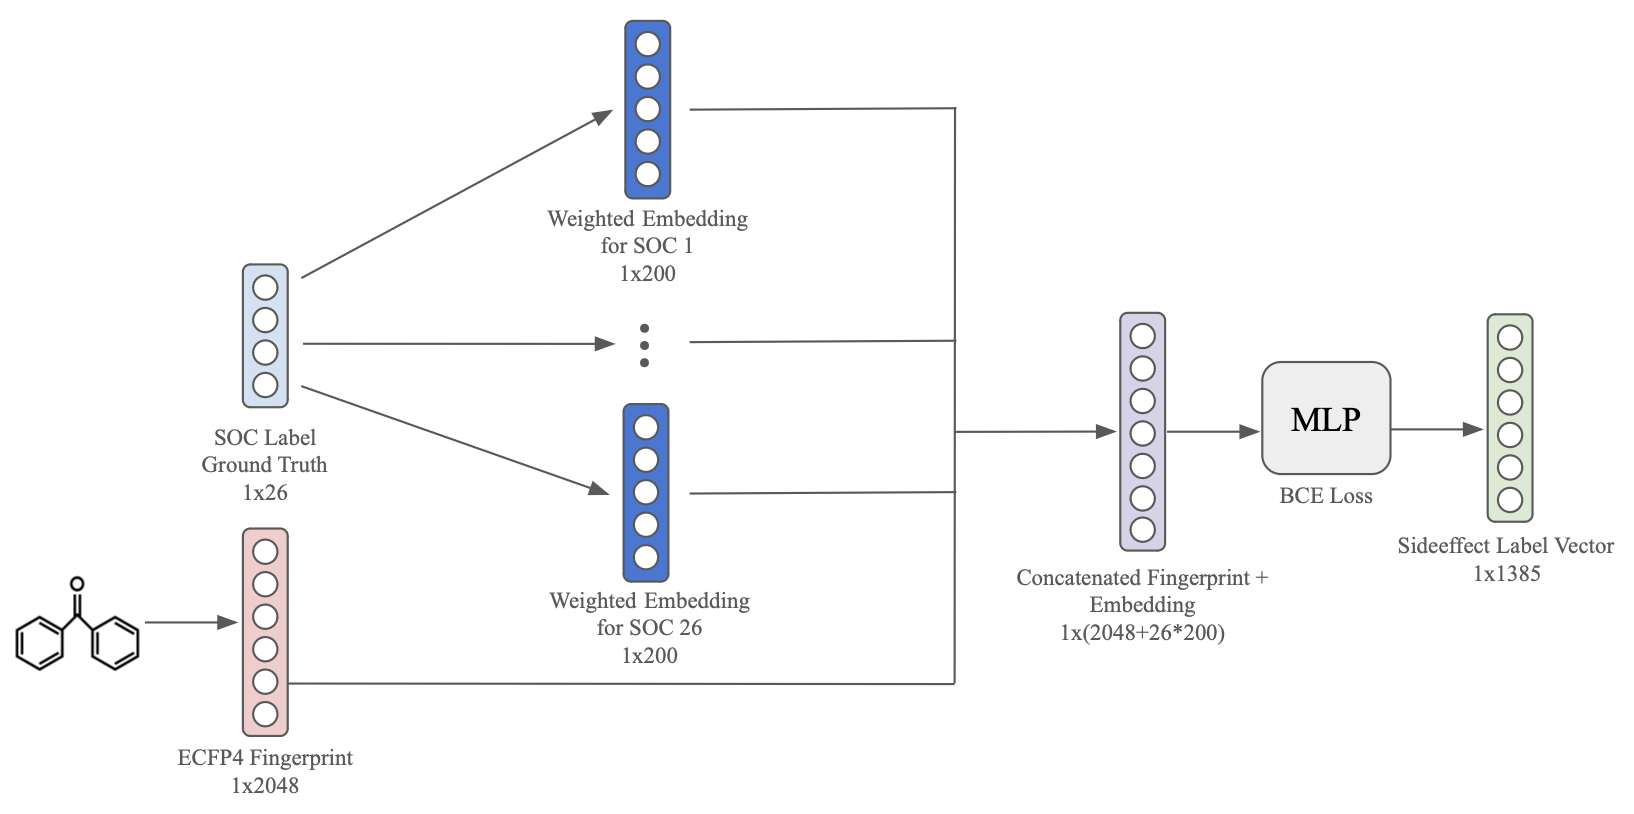 Weighted Embedding
for SOC 1
1x200
SOC Label
Ground Truth
1x26
Weighted Embedding
for SOC 26
1x200
O
ECFP4 Fingerprint
1x2048
Concatenated Fingerprint +
Embedding
1x(2048+26*200)
MLP
BCE Loss
Sideeffect Label Vector
1x1385